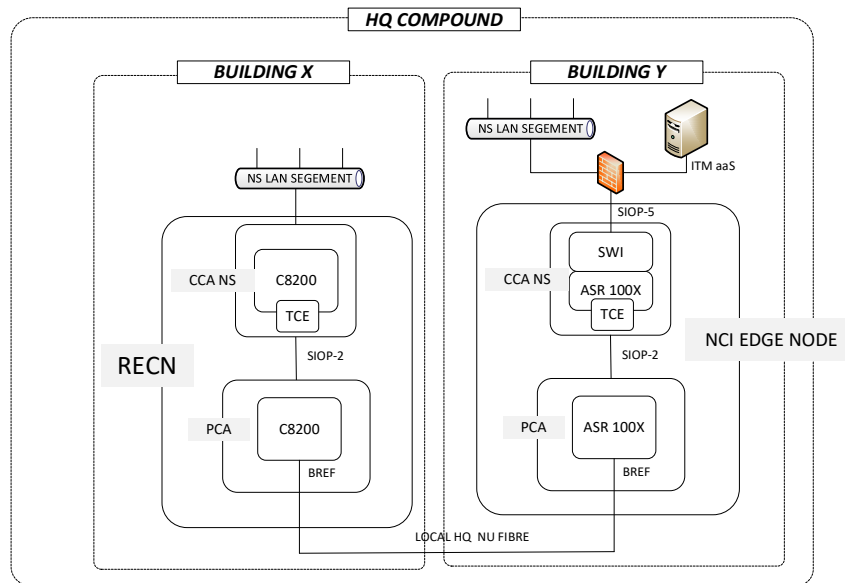 HQ COMPOUND
BUILDING X
BUILDING Y
NS LAN SEGEMENT
NS LAN SEGEMENT
ITM aaS
SIOP-5
CCA NS
C8200
TCE
CCA NS
SWI
ASR 100X
TCE
RECN
SIOP-2
SIOP-2
NCI EDGE NODE
PCA
C8200
BREF
PCA
ASR 100X
BREF
LOCAL HQ NU FIBRE